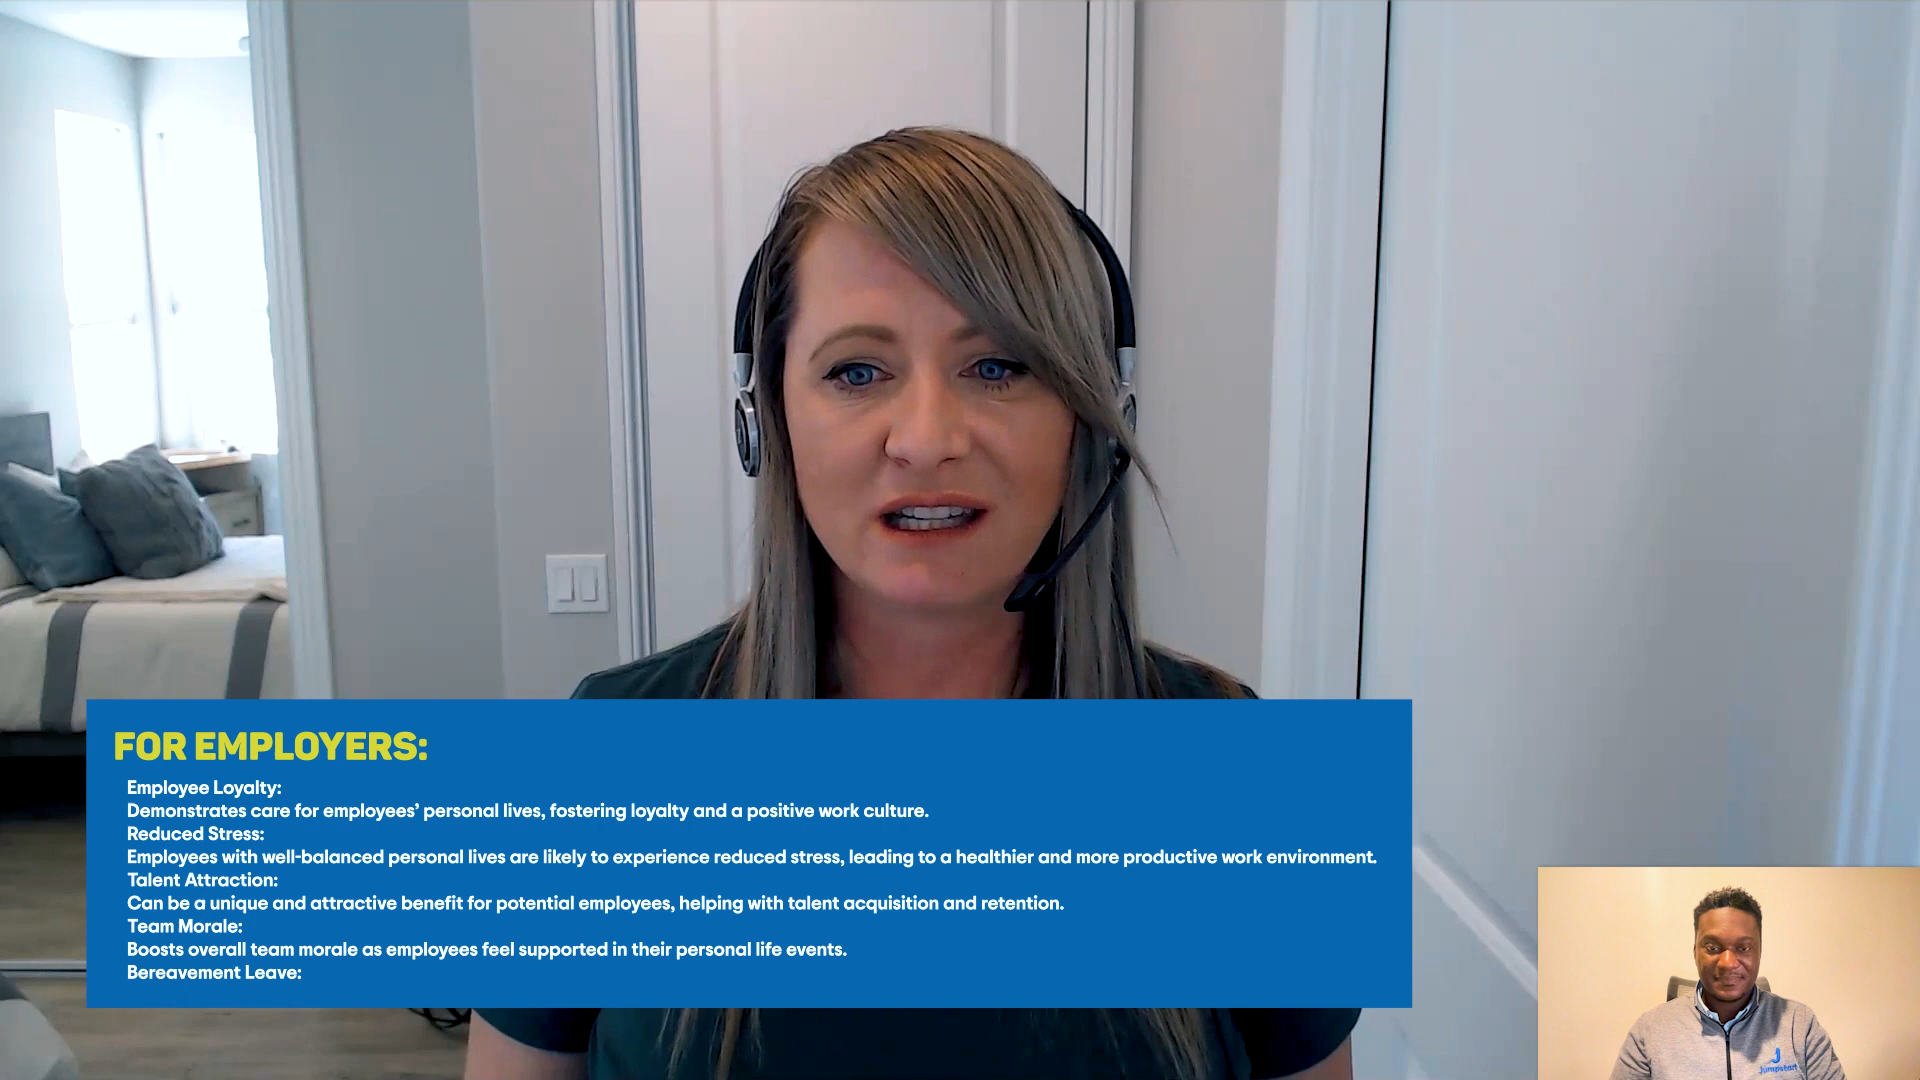 FOR EMPLOYERS:
Employee Loyalty:
Demonstrates care for employees’ personal lives, fostering loyalty and a positive work culture.
Reduced Stress:
Employees with well-balanced personal lives are likely to experience reduced stress, leading to a healthier and more productive work environment.
Talent Attraction:
Can be a unique and attractive benefit for potential employees, helping with talent acquisition and retention.
Team Morale:
Boosts overall team morale as employees feel supported in their personal life events.
Bereavement Leave:
J
Jumpstart